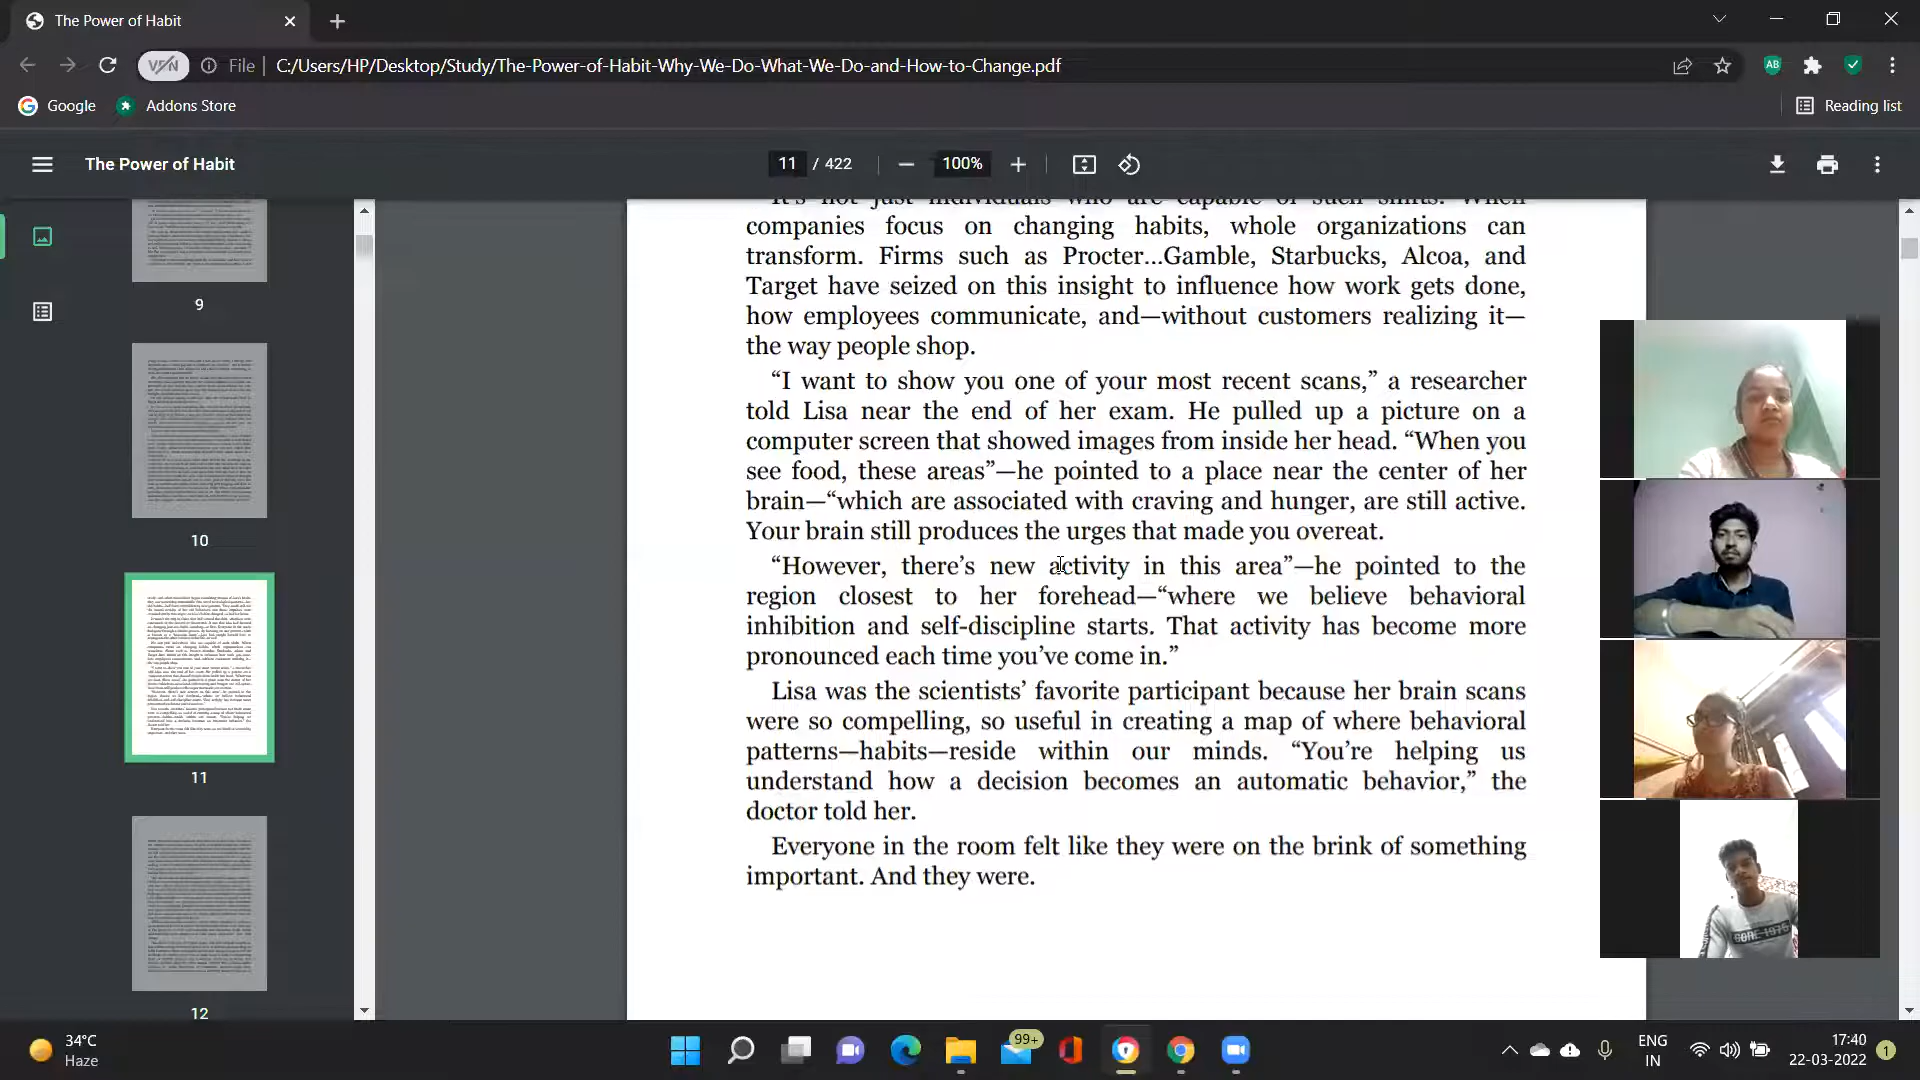 The Power of Habit
File
C:/Users/HP/Desktop/Study/The-Power-of-Habit-Why-We-Do-What-We-Do-and-How-to-Change.pdf
AB
Google
Addons Store
Reading list
The Power of Habit
11 / 422
100%
9
10
11
12
It's not just individuals who are capable of such shifts. When
companies focus on changing habits, whole organizations can
transform. Firms such as Procter…Gamble, Starbucks, Alcoa, and
Target have seized on this insight to influence how work gets done,
how employees communicate, and—without customers realizing it—
the way people shop.
“I want to show you one of your most recent scans,” a researcher
told Lisa near the end of her exam. He pulled up a picture on a
computer screen that showed images from inside her head. “When you
see food, these areas”—he pointed to a place near the center of her
brain—“which are associated with craving and hunger, are still active.
Your brain still produces the urges that made you overeat.
“However, there’s new activity in this area”—he pointed to the
region closest to her forehead—“where we believe behavioral
inhibition and self-discipline starts. That activity has become more
pronounced each time you’ve come in.”
Lisa was the scientists’ favorite participant because her brain scans
were so compelling, so useful in creating a map of where behavioral
patterns—habits—reside within our minds. “You’re helping us
understand how a decision becomes an automatic behavior,” the
doctor told her.
Everyone in the room felt like they were on the brink of something
important. And they were.
34°C
Haze
99+
ENG
IN
17:40
22-03-2022
1